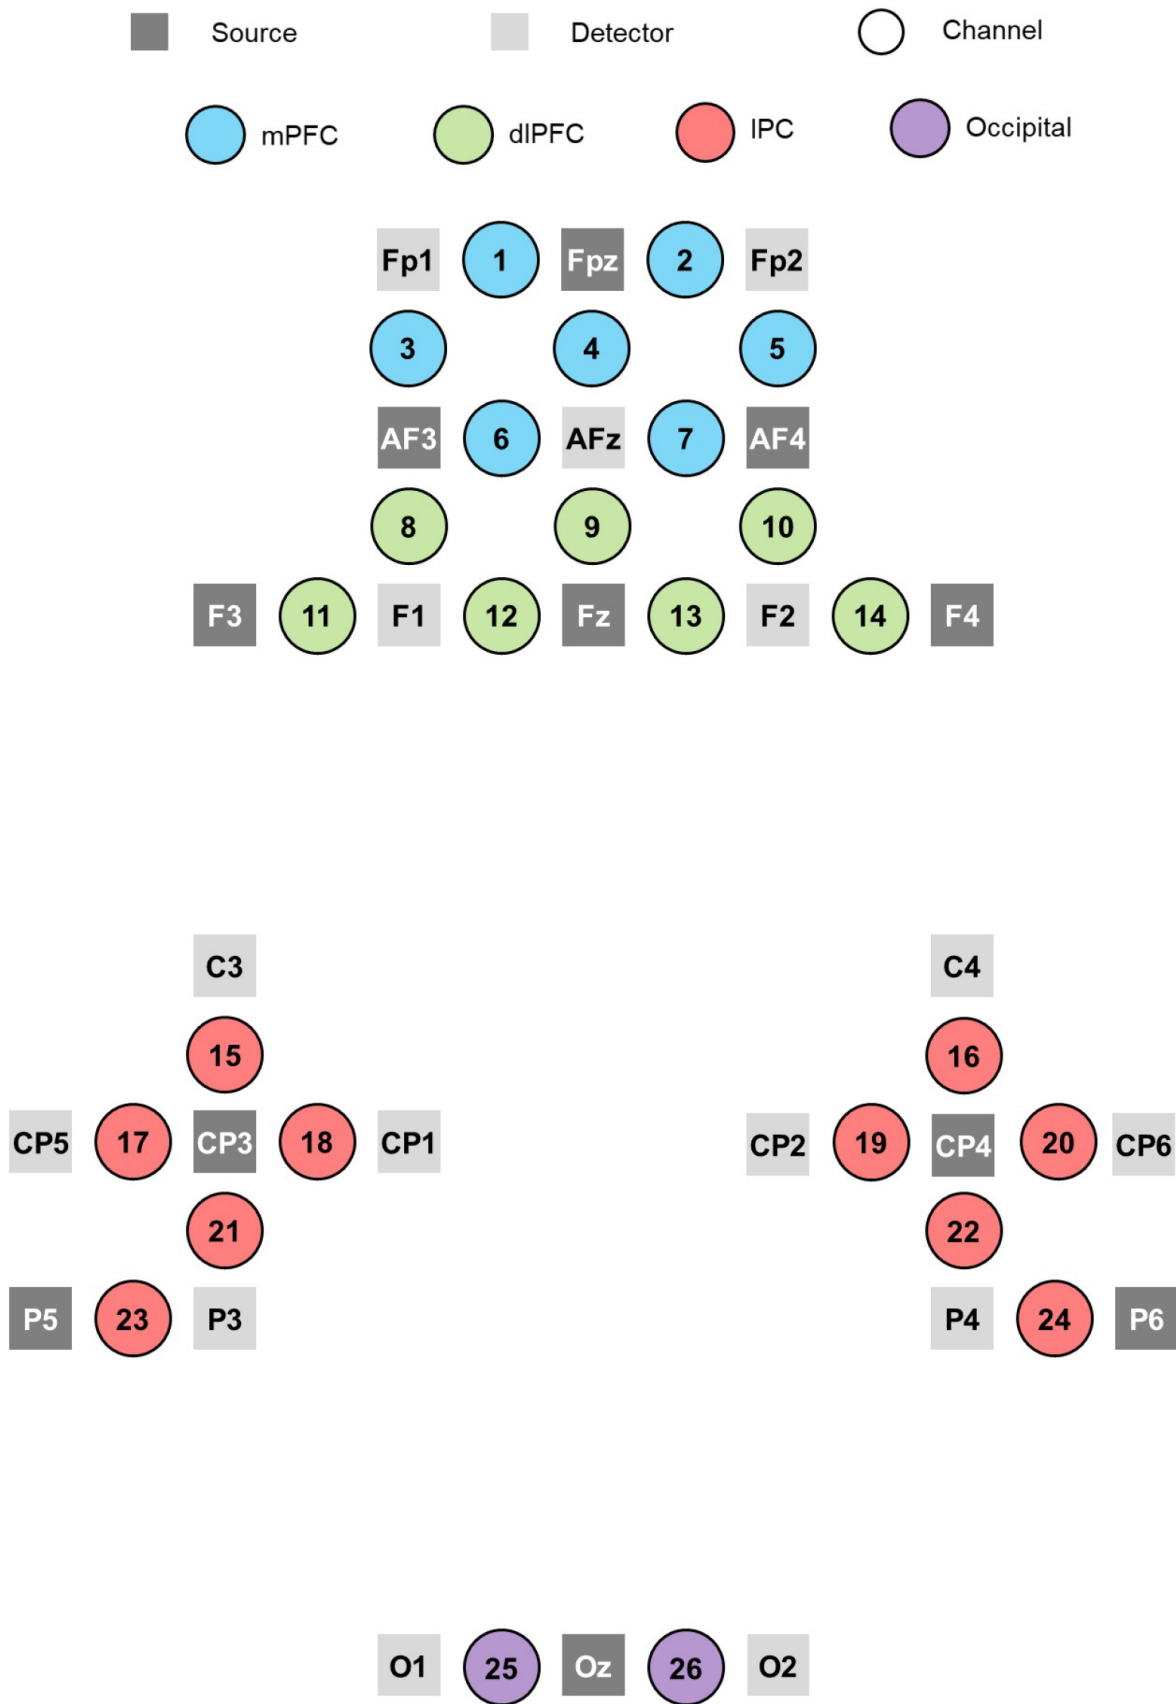 Source Detector Channel
mPFC dlPFC IPC Occipital
Fp1 1 Fpz 2 Fp2
3 4 5
AF3 6 AFz 7 AF4
8 9 10
F3 11 F1 12 Fz 13 F2 14 F4
C3 C4
15 16
CP5 17 CP3 18 CP1 CP2 19 CP4 20 CP6
21 22
P5 23 P3 P4 24 P6
O1 25 Oz 26 O2